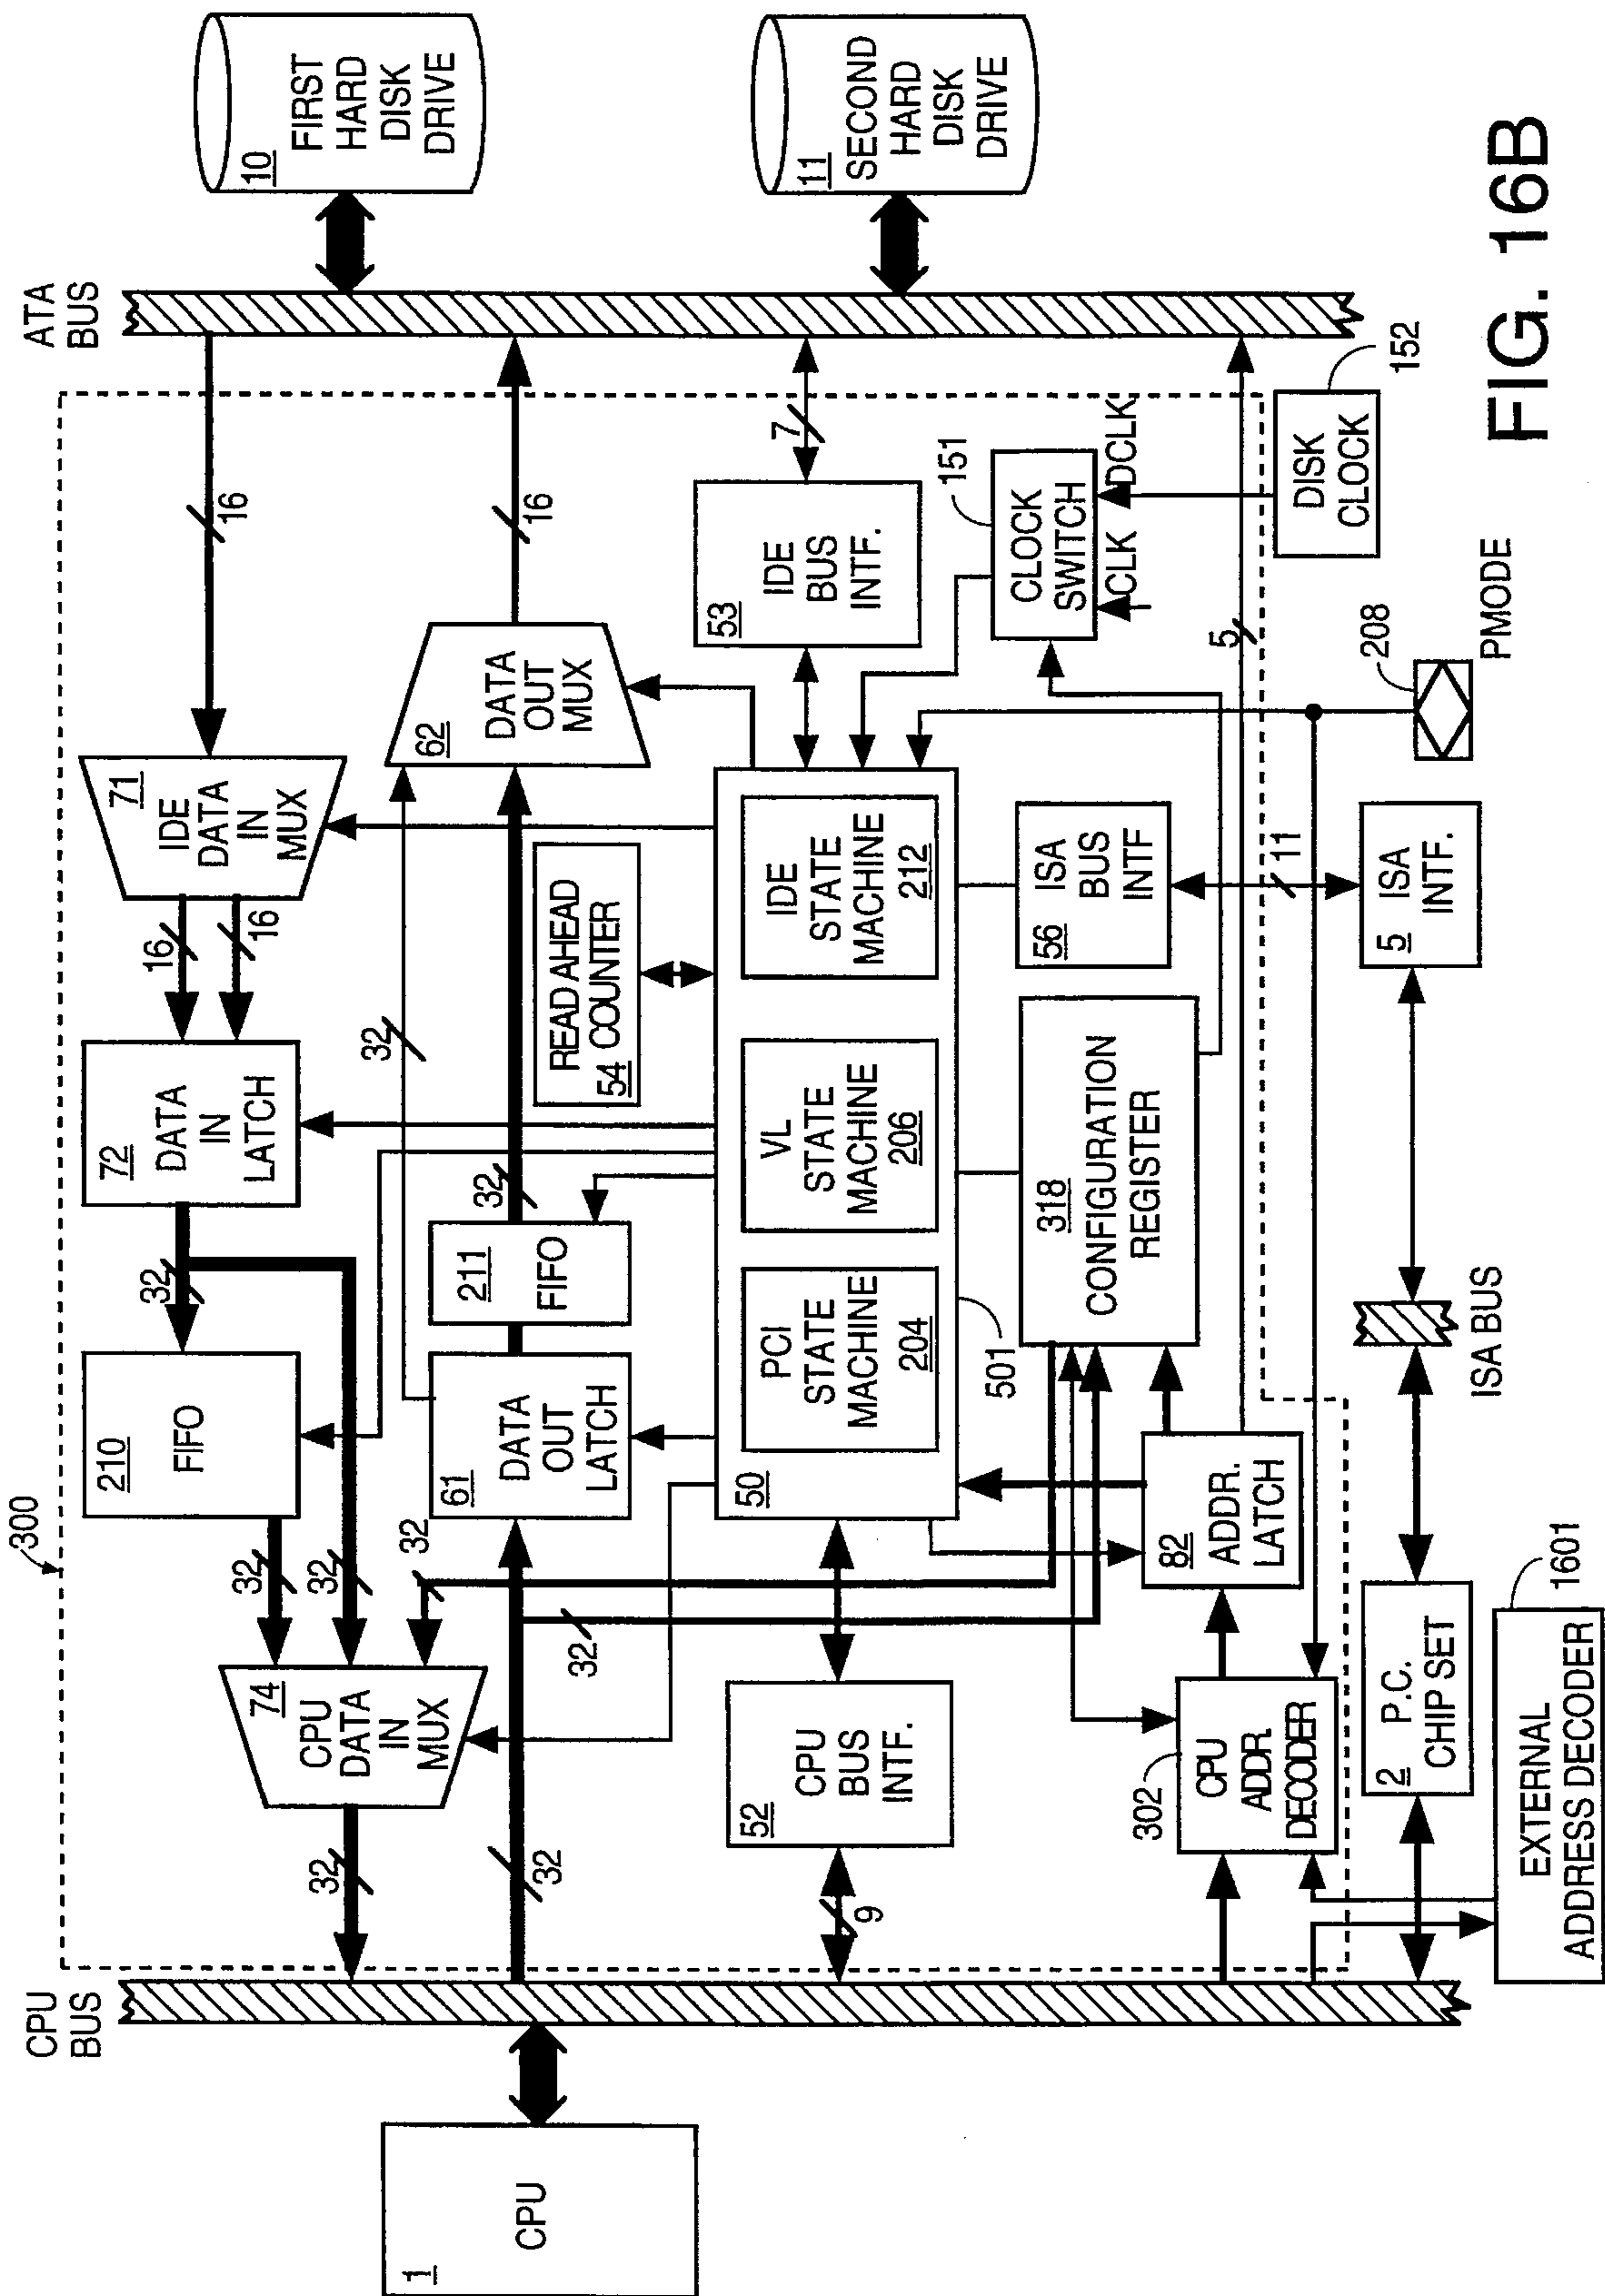 CPU
BUS
ATA
BUS
300
1
CPU
10
FIRST
HARD
DISK
DRIVE
11
SECOND
HARD
DISK
DRIVE
32
74
CPU
DATA
IN
MUX
32
32
32
210
FIFO
32
72
DATA
IN
LATCH
16
16
71
IDE
DATA
IN
MUX
16
32
32
61
DATA
OUT
LATCH
211
FIFO
32
32
62
DATA
OUT
MUX
16
READ AHEAD
54 COUNTER
9
52
CPU
BUS
INTF.
50
PCI
STATE
MACHINE
204
VL
STATE
MACHINE
206
IDE
STATE
MACHINE
212
501
53
IDE
BUS
INTF.
7
302
CPU
ADDR.
DECODER
82
ADDR.
LATCH
318
CONFIGURATION
REGISTER
56
ISA
BUS
INTF
151
CLOCK
SWITCH
CLK
DCLK
5
11
DISK
CLOCK
152
2
P.C.
CHIP SET
ISA BUS
5
ISA
INTF.
208
PMODE
EXTERNAL
ADDRESS DECODER
1601
FIG. 16B